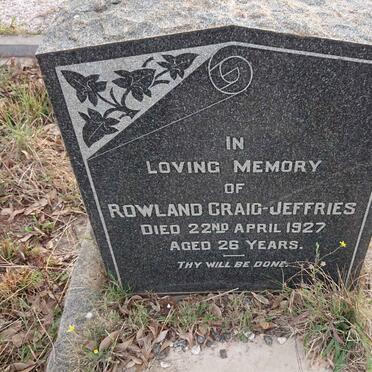 IN
LOVING MEMORY
OF
ROWLAND CRAIG-JEFFRIES
DIED 22ND APRIL 1927
AGED 26 YEARS.
THY WILL BE DONE.